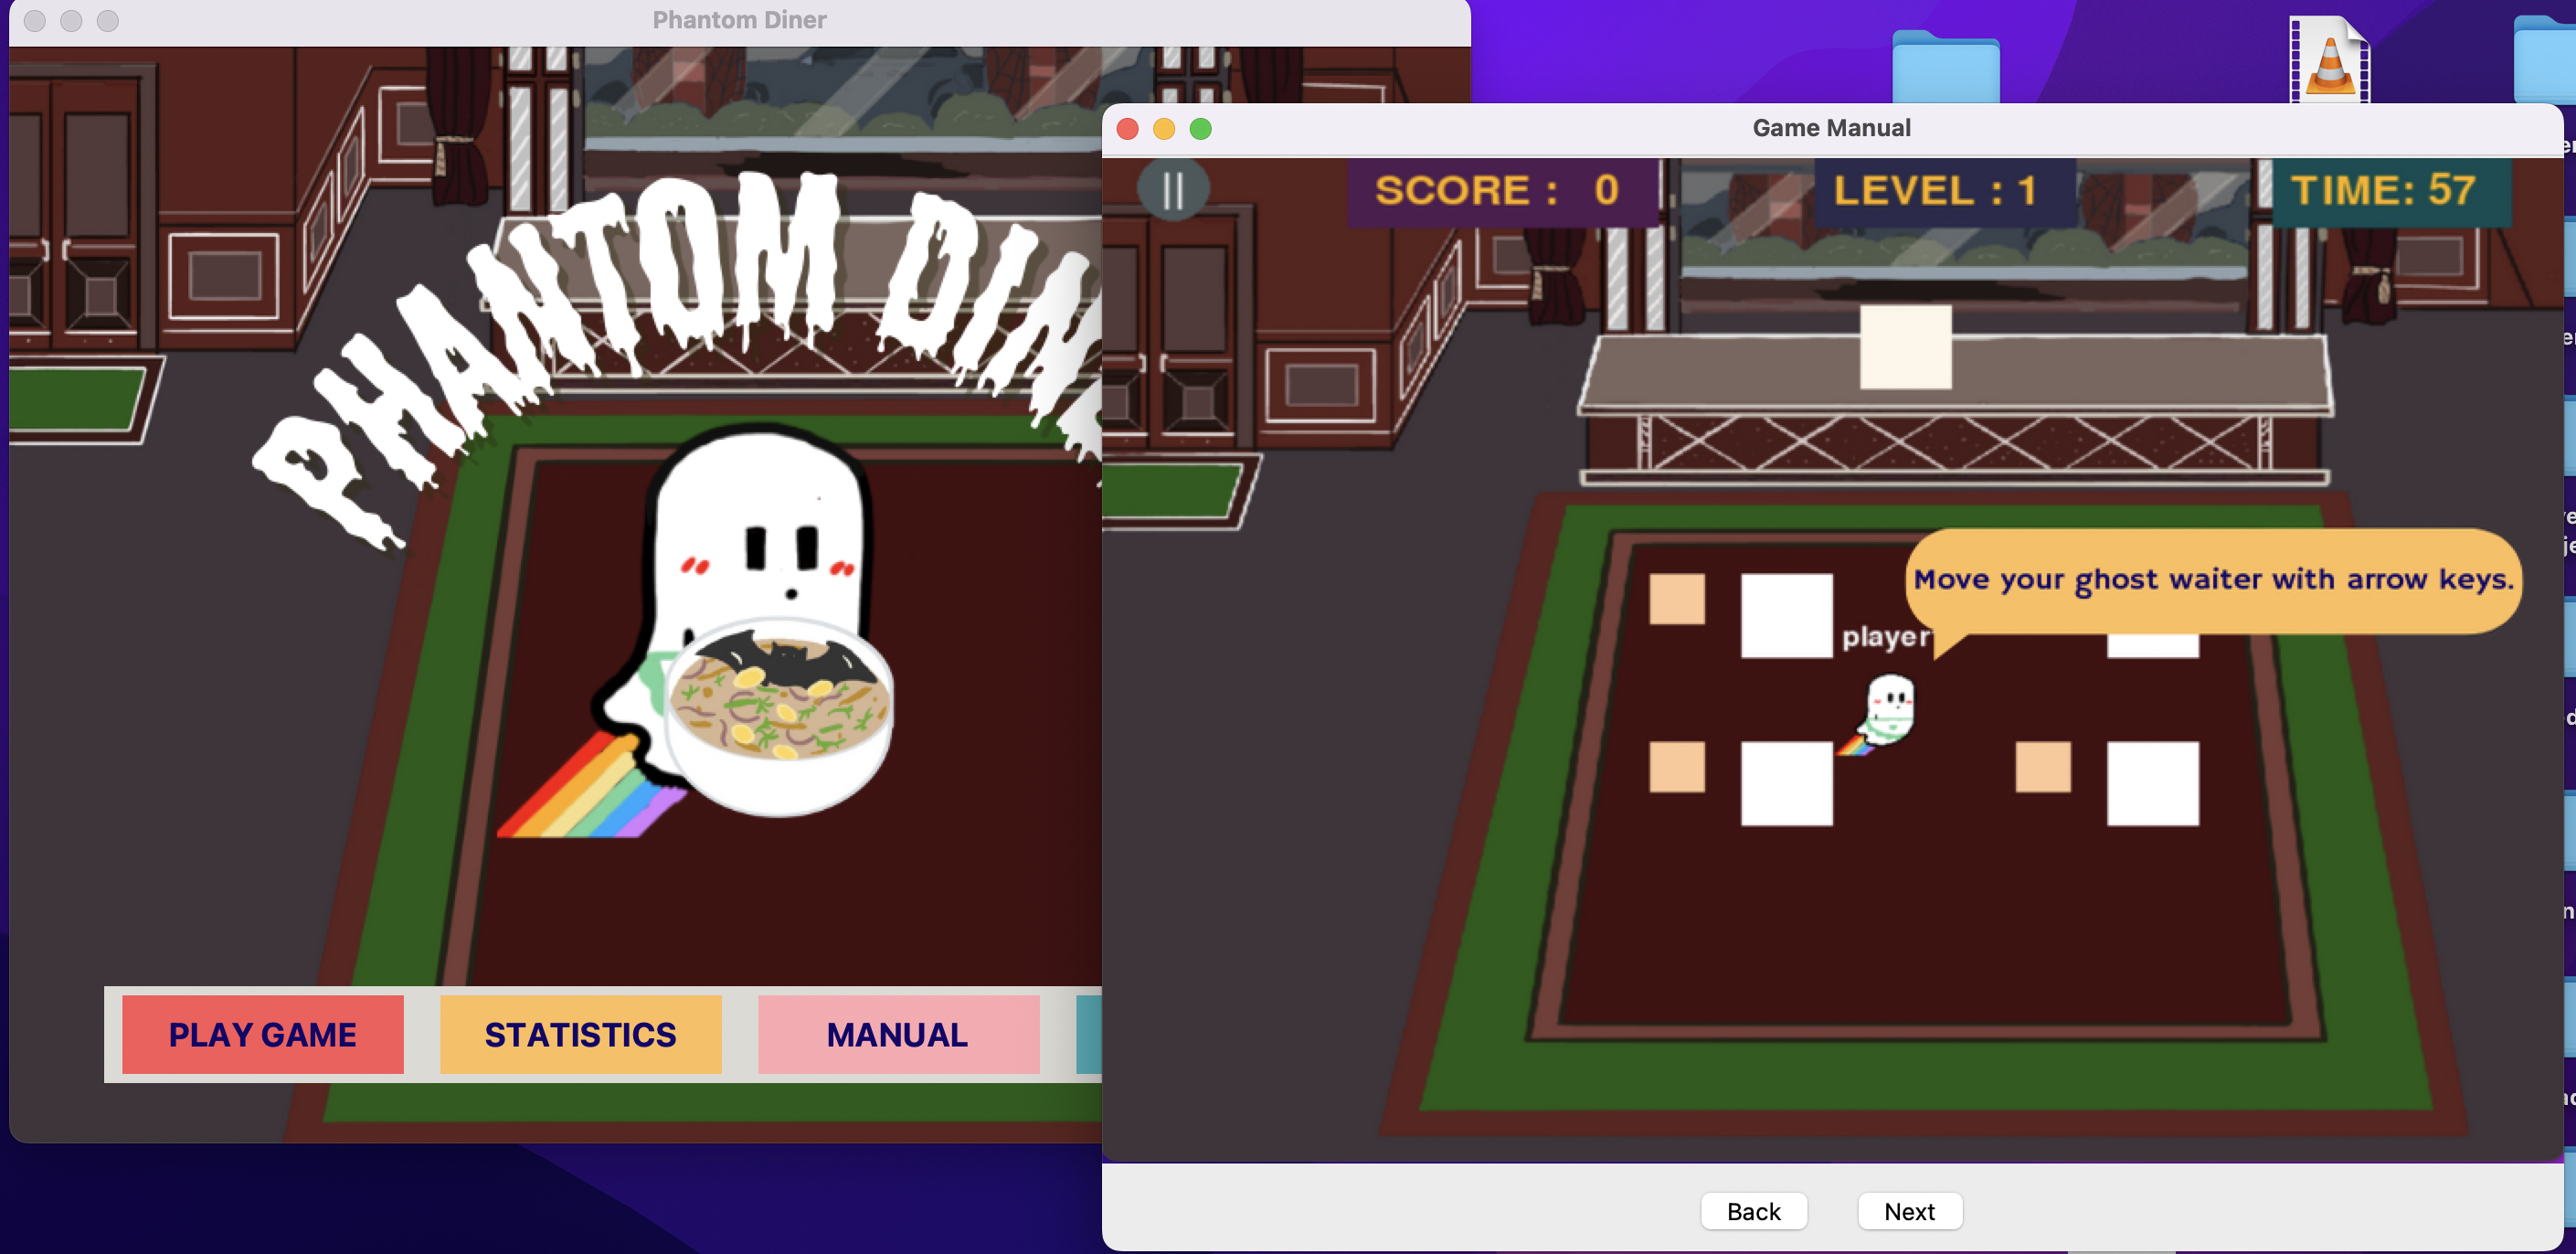 Phantom Diner
PHANTOM DIN
PLAY GAME
STATISTICS
MANUAL
Game Manual
SCORE : 0
LEVEL : 1
TIME: 57
Move your ghost waiter with arrow keys.
player
Back
Next